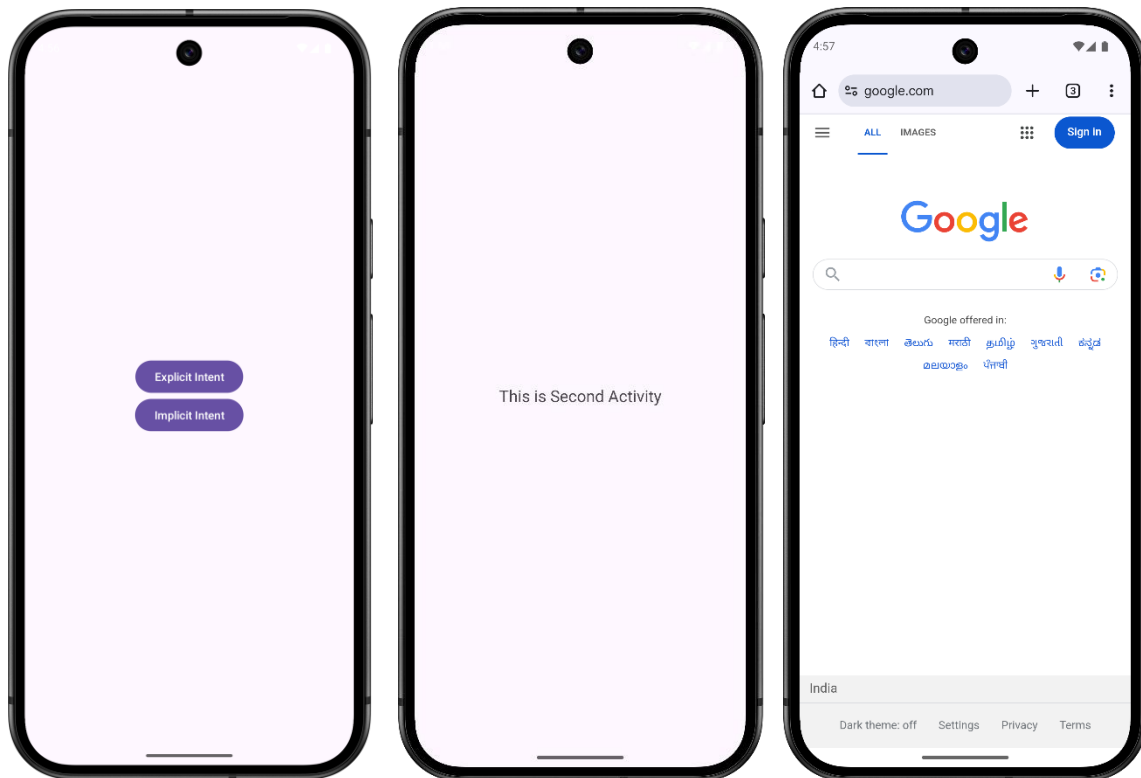 Explicit Intent
Implicit Intent
This is Second Activity
4:57
google.com
3
ALL IMAGES
Sign in
Google
Google offered in:
हिन्दी বাংলা తెలుగు मराठी தமிழ் ગુજરાતી ಕನ್ನಡ
മലയാളം ਪੰਜਾਬੀ
India
Dark theme: off Settings Privacy Terms